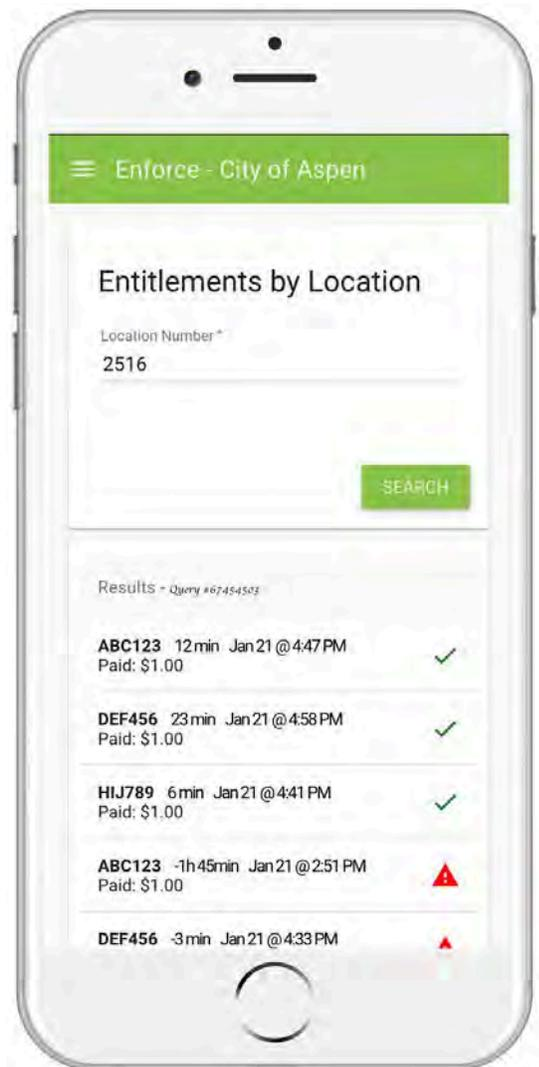 Enforce - City of Aspen
Entitlements by Location
Location Number*
2516
SEARCH
Results - Query #67454503
ABC123 12 min Jan 21 @ 4:47 PM
Paid: $1.00
DEF456 23 min Jan 21 @ 4:58 PM
Paid: $1.00
HIJ789 6 min Jan 21 @ 4:41 PM
Paid: $1.00
ABC123 -1h 45min Jan 21 @ 2:51 PM
Paid: $1.00
DEF456 -3 min Jan 21 @ 4:33 PM